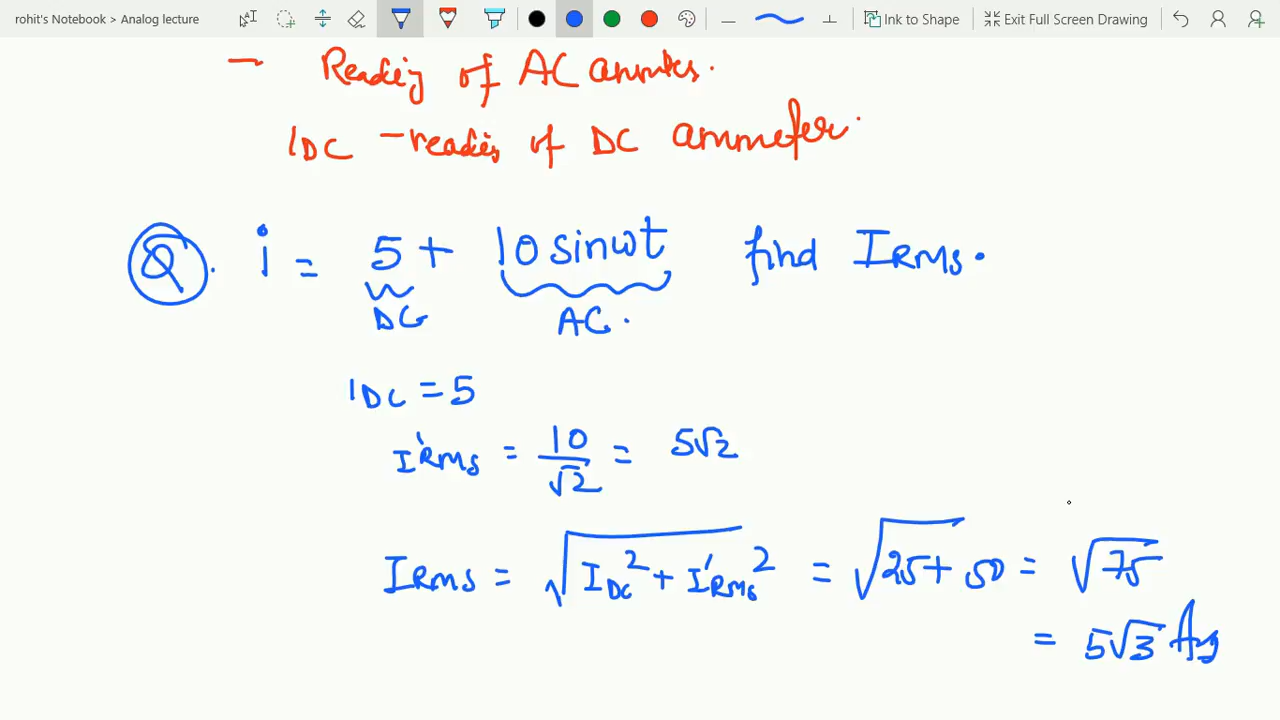 rohit's Notebook > Analog lecture
Ink to Shape
Exit Full Screen Drawing
– Reading of AC ammeter.
IDC – reading of DC ammeter.
Q. i = 5 + 10 sinωt find IRMS.
DC AC.
IDC = 5
I'RMS = 10/√2 = 5√2
IRMS = √(IDC² + I'RMS²) = √(25 + 50) = √75
= 5√3 Ans